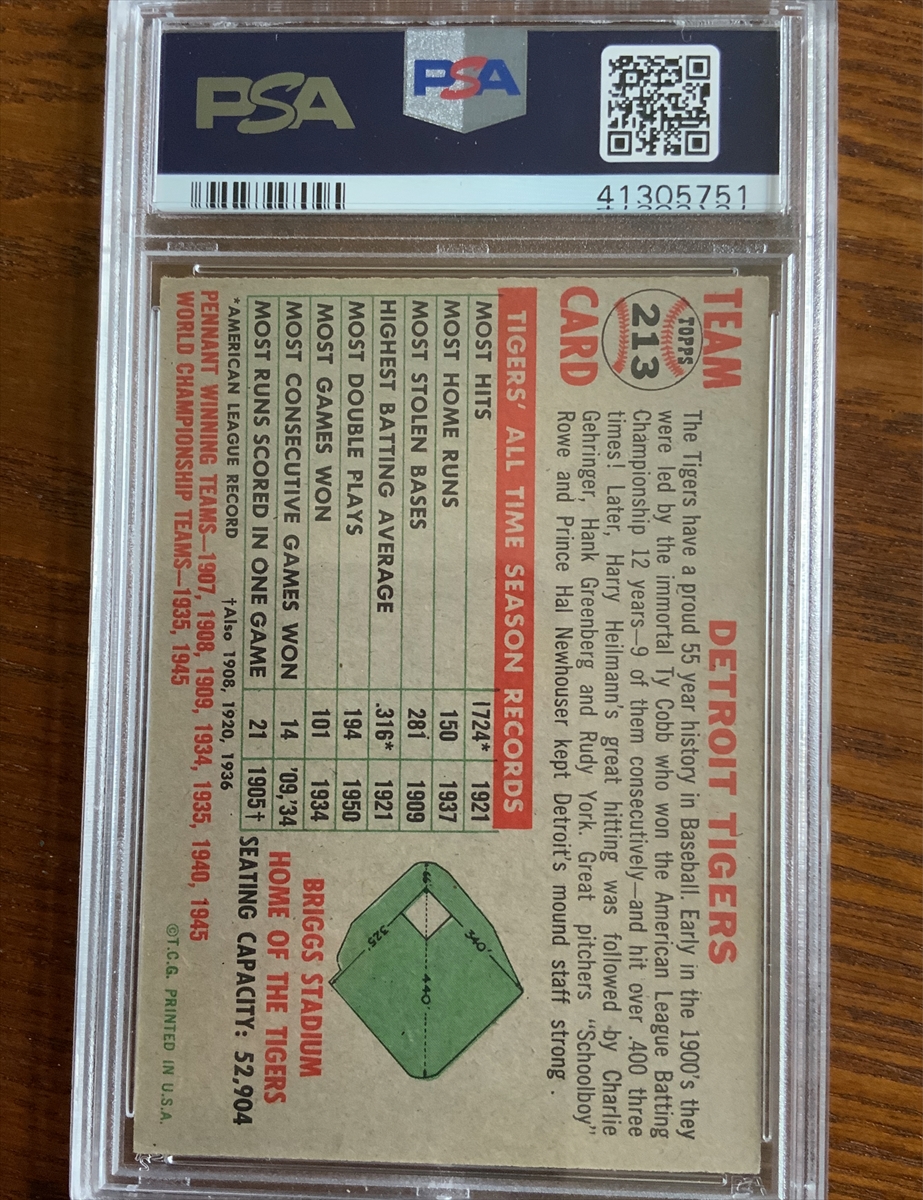 PSA
PSA
41305751
TEAM
TOPPS
213
CARD
DETROIT TIGERS
The Tigers have a proud 55 year history in Baseball. Early in the 1900's they
were led by the immortal Ty Cobb who won the American League Batting
Championship 12 years—9 of them consecutively—and hit over .400 three
times! Later, Harry Heilmann's great hitting was followed by Charlie
Gehringer, Hank Greenberg and Rudy York. Great pitchers "Schoolboy"
Rowe and Prince Hal Newhouser kept Detroit's mound staff strong.
TIGERS' ALL TIME SEASON RECORDS
MOST HITS 1724* 1921
MOST HOME RUNS 150 1937
MOST STOLEN BASES 281 1909
HIGHEST BATTING AVERAGE .316* 1921
MOST DOUBLE PLAYS 194 1950
MOST GAMES WON 101 1934
MOST CONSECUTIVE GAMES WON 14 '09,'34
MOST RUNS SCORED IN ONE GAME 21 1905†
*AMERICAN LEAGUE RECORD †Also 1908, 1920, 1936
PENNANT WINNING TEAMS—1907, 1908, 1909, 1934, 1935, 1940, 1945
WORLD CHAMPIONSHIP TEAMS—1935, 1945
340'
66'
440'
325'
BRIGGS STADIUM
HOME OF THE TIGERS
SEATING CAPACITY: 52,904
©T.C.G. PRINTED IN U.S.A.